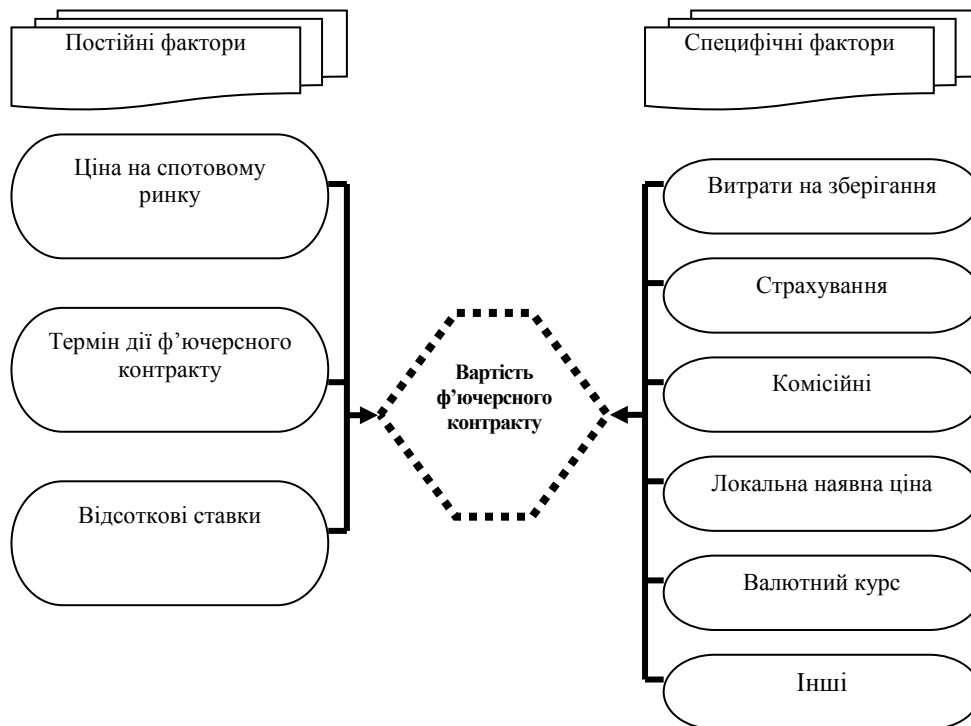 Постійні фактори
Ціна на спотовому
ринку
Термін дії ф’ючерсного
контракту
Відсоткові ставки
Вартість
ф’ючерсного
контракту
Специфічні фактори
Витрати на зберігання
Страхування
Комісійні
Локальна наявна ціна
Валютний курс
Інші